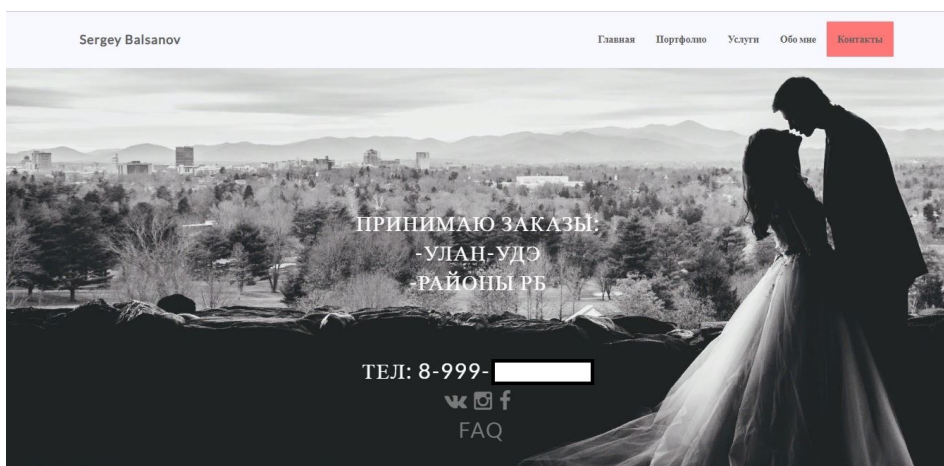 Sergey Balsanov
Главная Портфолио Услуги Обо мне Контакты
ПРИНИМАЮ ЗАКАЗЫ:
-УЛАН-УДЭ
-РАЙОНЫ РБ
ТЕЛ: 8-999-
FAQ